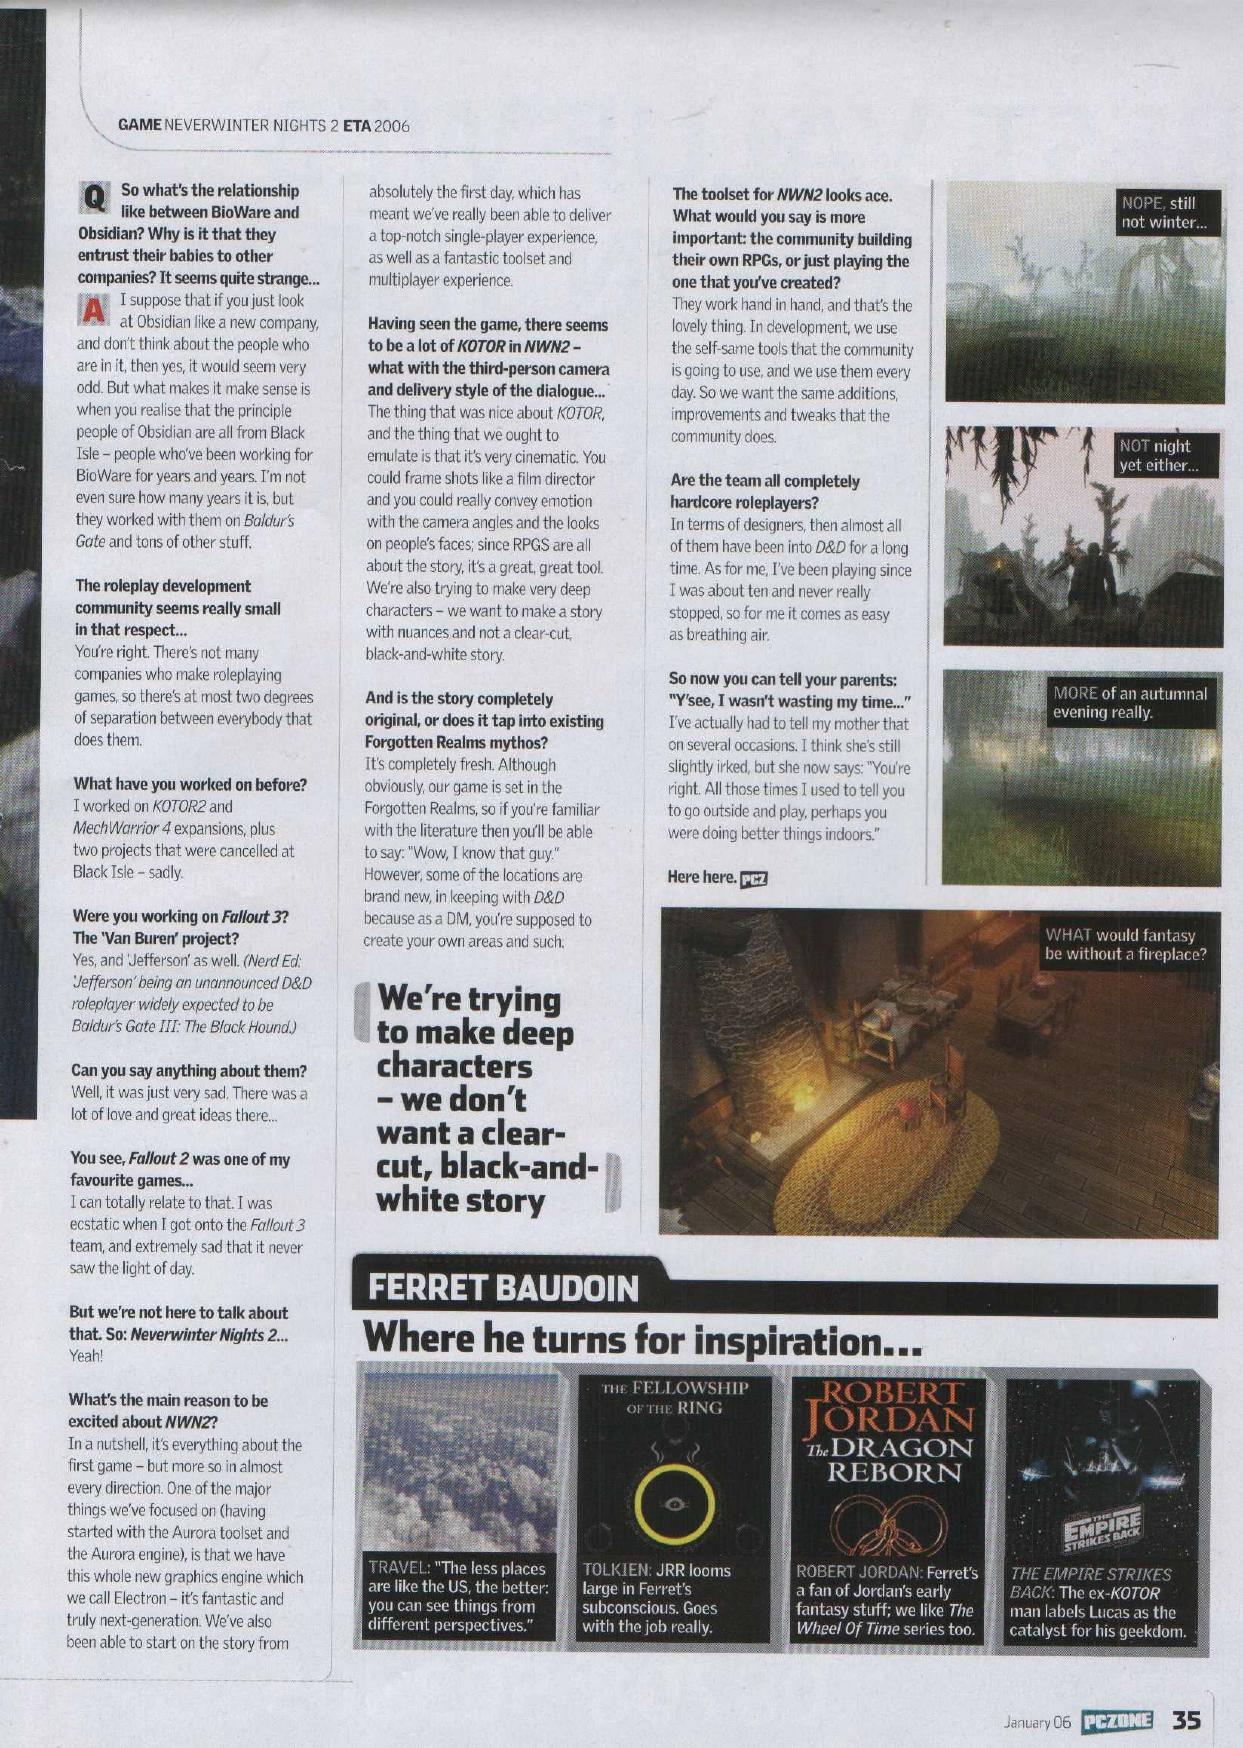 GAME NEVERWINTER NIGHTS 2 ETA 2006
Q So what's the relationship
like between BioWare and
Obsidian? Why is it that they
entrust their babies to other
companies? It seems quite strange...
A I suppose that if you just look
at Obsidian like a new company,
and don't think about the people who
are in it, then yes, it would seem very
odd. But what makes it make sense is
when you realise that the principle
people of Obsidian are all from Black
Isle – people who've been working for
BioWare for years and years. I'm not
even sure how many years it is, but
they worked with them on Baldur's
Gate and tons of other stuff.
The roleplay development
community seems really small
in that respect...
You're right. There's not many
companies who make roleplaying
games, so there's at most two degrees
of separation between everybody that
does them.
What have you worked on before?
I worked on KOTOR2 and
MechWarrior 4 expansions, plus
two projects that were cancelled at
Black Isle – sadly.
Were you working on Fallout 3?
The 'Van Buren' project?
Yes, and 'Jefferson' as well. (Nerd Ed:
'Jefferson' being an unannounced D&D
roleplayer widely expected to be
Baldur's Gate III: The Black Hound.)
Can you say anything about them?
Well, it was just very sad. There was a
lot of love and great ideas there...
You see, Fallout 2 was one of my
favourite games...
I can totally relate to that. I was
ecstatic when I got onto the Fallout 3
team, and extremely sad that it never
saw the light of day.
But we're not here to talk about
that. So: Neverwinter Nights 2...
Yeah!
What's the main reason to be
excited about NWN2?
In a nutshell, it's everything about the
first game – but more so in almost
every direction. One of the major
things we've focused on (having
started with the Aurora toolset and
the Aurora engine), is that we have
this whole new graphics engine which
we call Electron – it's fantastic and
truly next-generation. We've also
been able to start on the story from
absolutely the first day, which has
meant we've really been able to deliver
a top-notch single-player experience,
as well as a fantastic toolset and
multiplayer experience.
Having seen the game, there seems
to be a lot of KOTOR in NWN2 –
what with the third-person camera
and delivery style of the dialogue...
The thing that was nice about KOTOR,
and the thing that we ought to
emulate is that it's very cinematic. You
could frame shots like a film director
and you could really convey emotion
with the camera angles and the looks
on people's faces; since RPGS are all
about the story, it's a great, great tool.
We're also trying to make very deep
characters – we want to make a story
with nuances and not a clear-cut,
black-and-white story.
And is the story completely
original, or does it tap into existing
Forgotten Realms mythos?
It's completely fresh. Although
obviously, our game is set in the
Forgotten Realms, so if you're familiar
with the literature then you'll be able
to say: "Wow, I know that guy."
However, some of the locations are
brand new, in keeping with D&D
because as a DM, you're supposed to
create your own areas and such.
We're trying
to make deep
characters
– we don't
want a clear-
cut, black-and-
white story
The toolset for NWN2 looks ace.
What would you say is more
important: the community building
their own RPGs, or just playing the
one that you've created?
They work hand in hand, and that's the
lovely thing. In development, we use
the self-same tools that the community
is going to use, and we use them every
day. So we want the same additions,
improvements and tweaks that the
community does.
Are the team all completely
hardcore roleplayers?
In terms of designers, then almost all
of them have been into D&D for a long
time. As for me, I've been playing since
I was about ten and never really
stopped, so for me it comes as easy
as breathing air.
So now you can tell your parents:
"Y'see, I wasn't wasting my time..."
I've actually had to tell my mother that
on several occasions. I think she's still
slightly irked, but she now says: "You're
right. All those times I used to tell you
to go outside and play, perhaps you
were doing better things indoors."
Here here. PCZ
NOPE, still
not winter...
NOT night
yet either...
MORE of an autumnal
evening really.
WHAT would fantasy
be without a fireplace?
FERRET BAUDOIN
Where he turns for inspiration...
TRAVEL: "The less places
are like the US, the better:
you can see things from
different perspectives."
THE FELLOWSHIP
OF THE RING
TOLKIEN: JRR looms
large in Ferret's
subconscious. Goes
with the job really.
ROBERT
JORDAN
The DRAGON
REBORN
ROBERT JORDAN: Ferret's
a fan of Jordan's early
fantasy stuff; we like The
Wheel Of Time series too.
THE
EMPIRE
STRIKES BACK
THE EMPIRE STRIKES
BACK: The ex-KOTOR
man labels Lucas as the
catalyst for his geekdom.
January 06 PCZONE 35